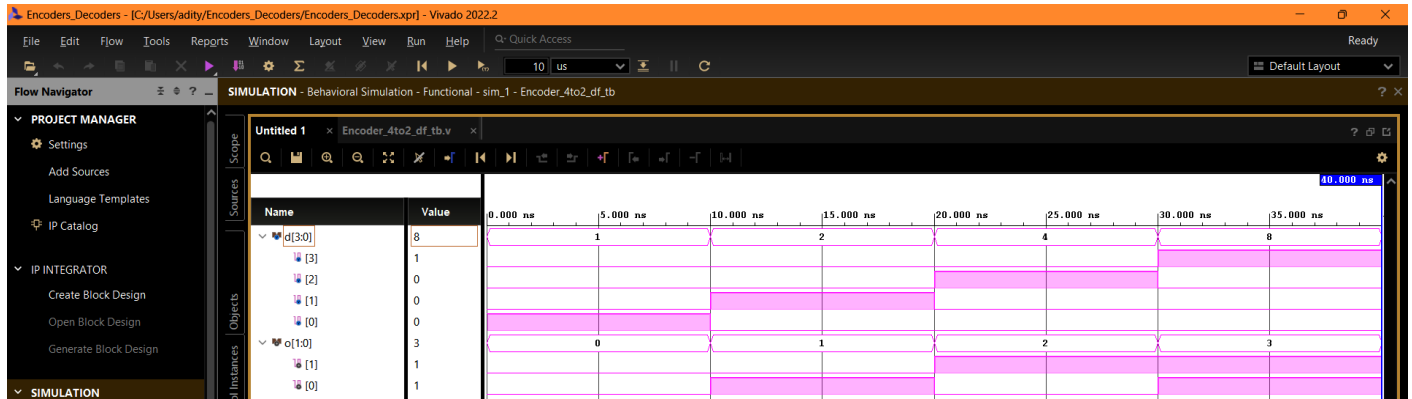 Encoders_Decoders - [C:/Users/adity/Encoders_Decoders/Encoders_Decoders.xpr] - Vivado 2022.2
File Edit Flow Tools Reports Window Layout View Run Help Q- Quick Access Ready
10 us Default Layout
Flow Navigator ? SIMULATION - Behavioral Simulation - Functional - sim_1 - Encoder_4to2_df_tb ?
PROJECT MANAGER
Settings
Add Sources
Language Templates
IP Catalog
IP INTEGRATOR
Create Block Design
Open Block Design
Generate Block Design
SIMULATION
Scope
Sources
Objects
ol Instances
Untitled 1 × Encoder_4to2_df_tb.v × ?
40.000 ns
Name Value 0.000 ns 5.000 ns 10.000 ns 15.000 ns 20.000 ns 25.000 ns 30.000 ns 35.000 ns
d[3:0] 8 1 2 4 8
[3] 1
[2] 0
[1] 0
[0] 0
o[1:0] 3 0 1 2 3
[1] 1
[0] 1